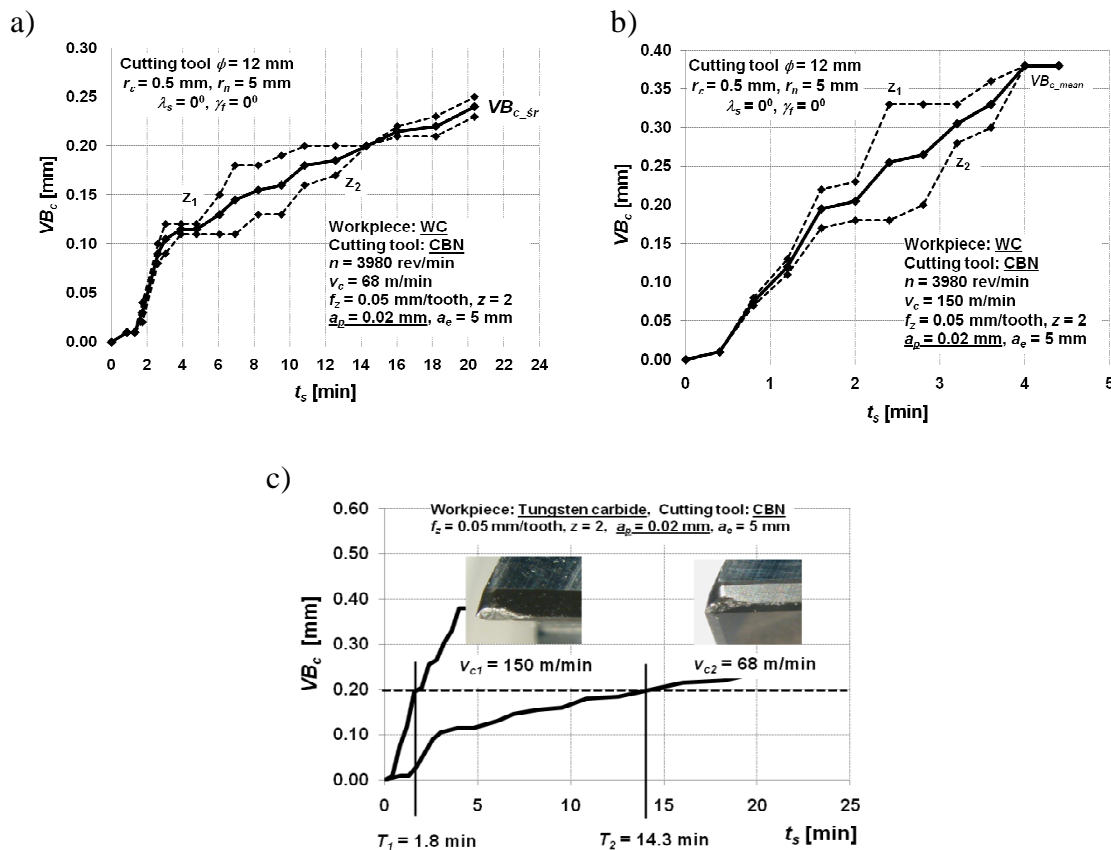 a)
Cutting tool ϕ = 12 mm
rε = 0.5 mm, rn = 5 mm
λs = 0⁰, γf = 0⁰
0.30
0.25
0.20
0.15
0.10
0.05
0.00
VBc [mm]
z1
z2
VBc_śr
Workpiece: WC
Cutting tool: CBN
n = 3980 rev/min
vc = 68 m/min
fz = 0.05 mm/tooth, z = 2
ap = 0.02 mm, ae = 5 mm
0 2 4 6 8 10 12 14 16 18 20 22 24
ts [min]
b)
Cutting tool ϕ = 12 mm
rε = 0.5 mm, rn = 5 mm
λs = 0⁰, γf = 0⁰
0.40
0.35
0.30
0.25
0.20
0.15
0.10
0.05
0.00
VBc [mm]
z1
z2
VBc_mean
Workpiece: WC
Cutting tool: CBN
n = 3980 rev/min
vc = 150 m/min
fz = 0.05 mm/tooth, z = 2
ap = 0.02 mm, ae = 5 mm
0 1 2 3 4 5
ts [min]
c)
Workpiece: Tungsten carbide, Cutting tool: CBN
fz = 0.05 mm/tooth, z = 2, ap = 0.02 mm, ae = 5 mm
0.60
0.50
0.40
0.30
0.20
0.10
0.00
VBc [mm]
vc1 = 150 m/min
vc2 = 68 m/min
0 5 10 15 20 25
T1 = 1.8 min
T2 = 14.3 min
ts [min]